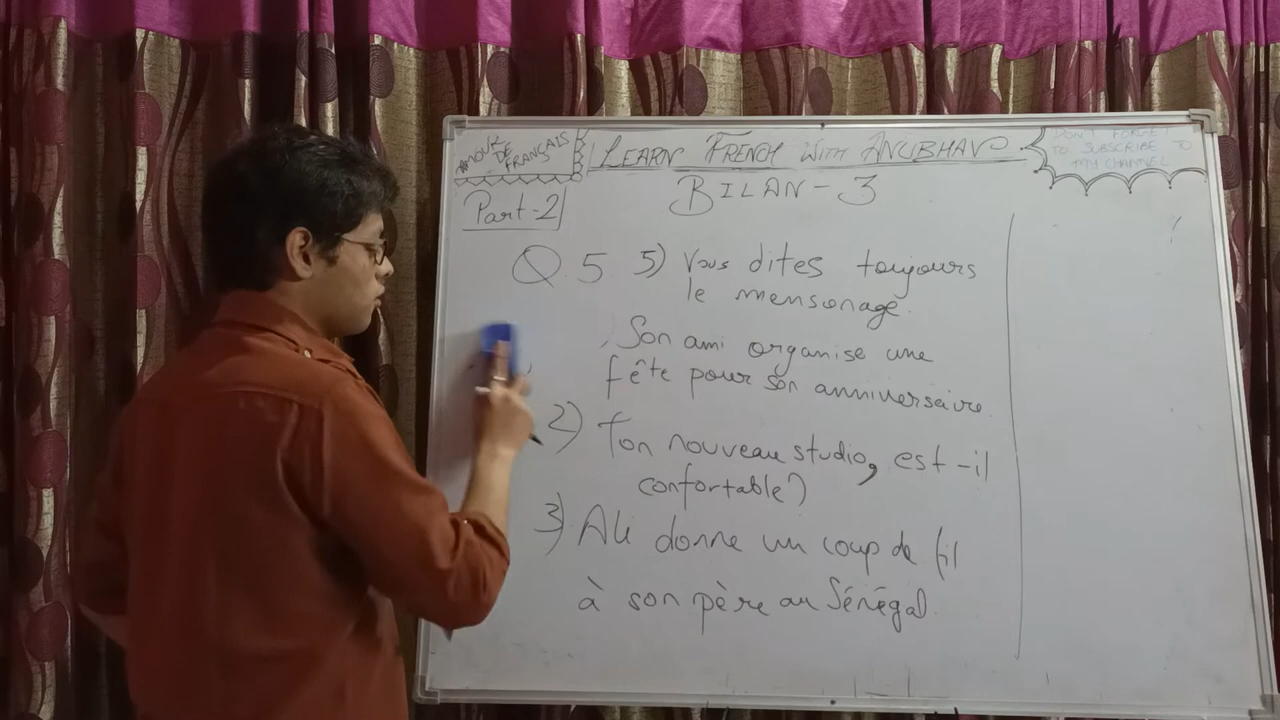 AMOUR DE FRANÇAIS
LEARN FRENCH WITH ANUBHAV
DON'T FORGET
TO SUBSCRIBE TO
MY CHANNEL
Part-2
BILAN-3
Q.5 5) Vous dites toujours
le mensonage.
Son ami organise une
fête pour son anniversaire.
2) Ton nouveau studio, est-il
confortable?
3) Ali donne un coup de fil
à son père au Sénégal.